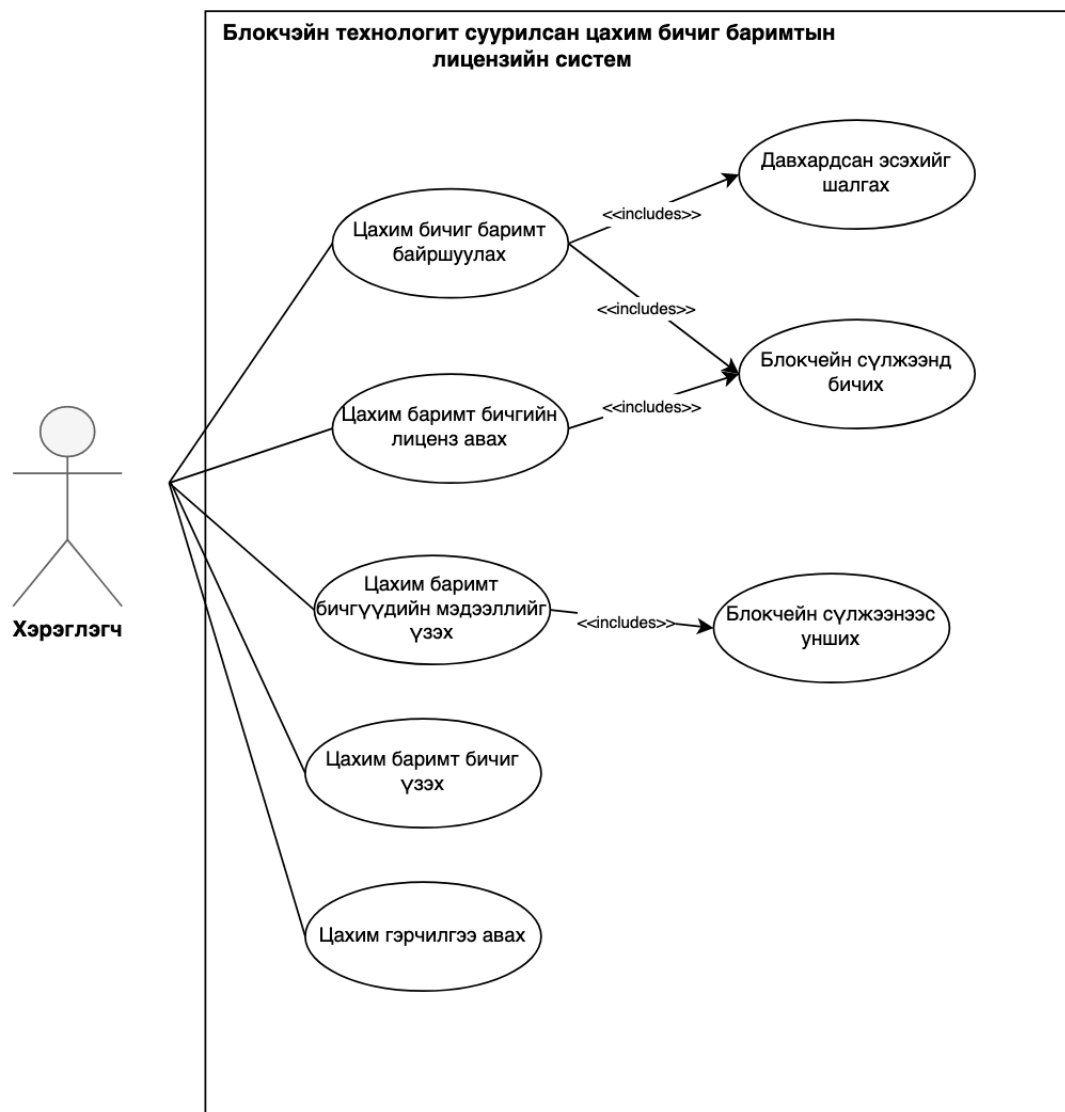 Блокчэйн технологит суурилсан цахим бичиг баримтын
лицензийн систем
Давхардсан эсэхийг
шалгах
<<includes>>
Цахим бичиг баримт
байршуулах
<<includes>>
Блокчейн сүлжээнд
бичих
<<includes>>
Цахим баримт бичгийн
лиценз авах
Хэрэглэгч
Цахим баримт
бичгүүдийн мэдээллийг
үзэх
<<includes>>
Блокчейн сүлжээнээс
унших
Цахим баримт бичиг
үзэх
Цахим гэрчилгээ авах